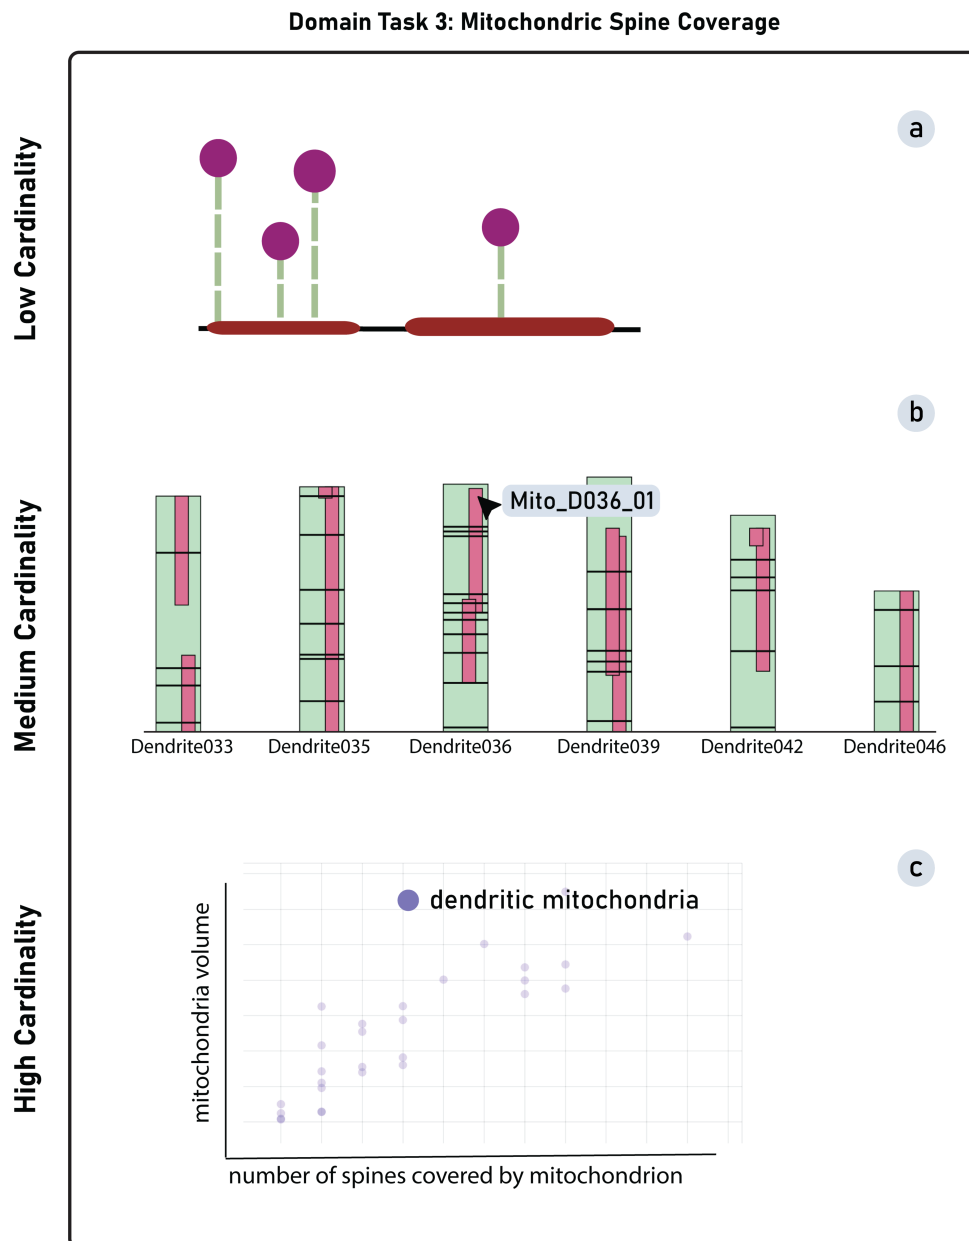 Domain Task 3: Mitochondric Spine Coverage
Low Cardinality
a
b
Medium Cardinality
Mito_D036_01
Dendrite033 Dendrite035 Dendrite036 Dendrite039 Dendrite042 Dendrite046
c
High Cardinality
dendritic mitochondria
mitochondria volume
number of spines covered by mitochondrion